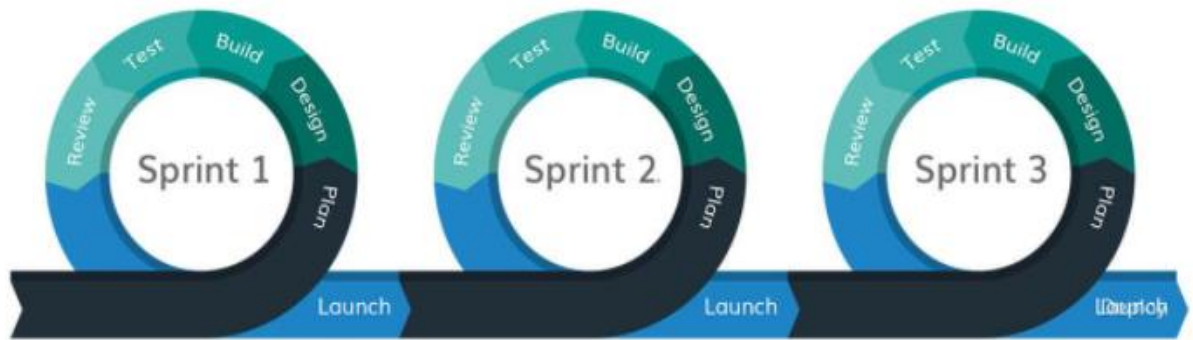 Sprint 1
Plan
Design
Build
Test
Review
Launch
Sprint 2.
Plan
Design
Build
Test
Review
Launch
Sprint 3
Plan
Design
Build
Test
Review